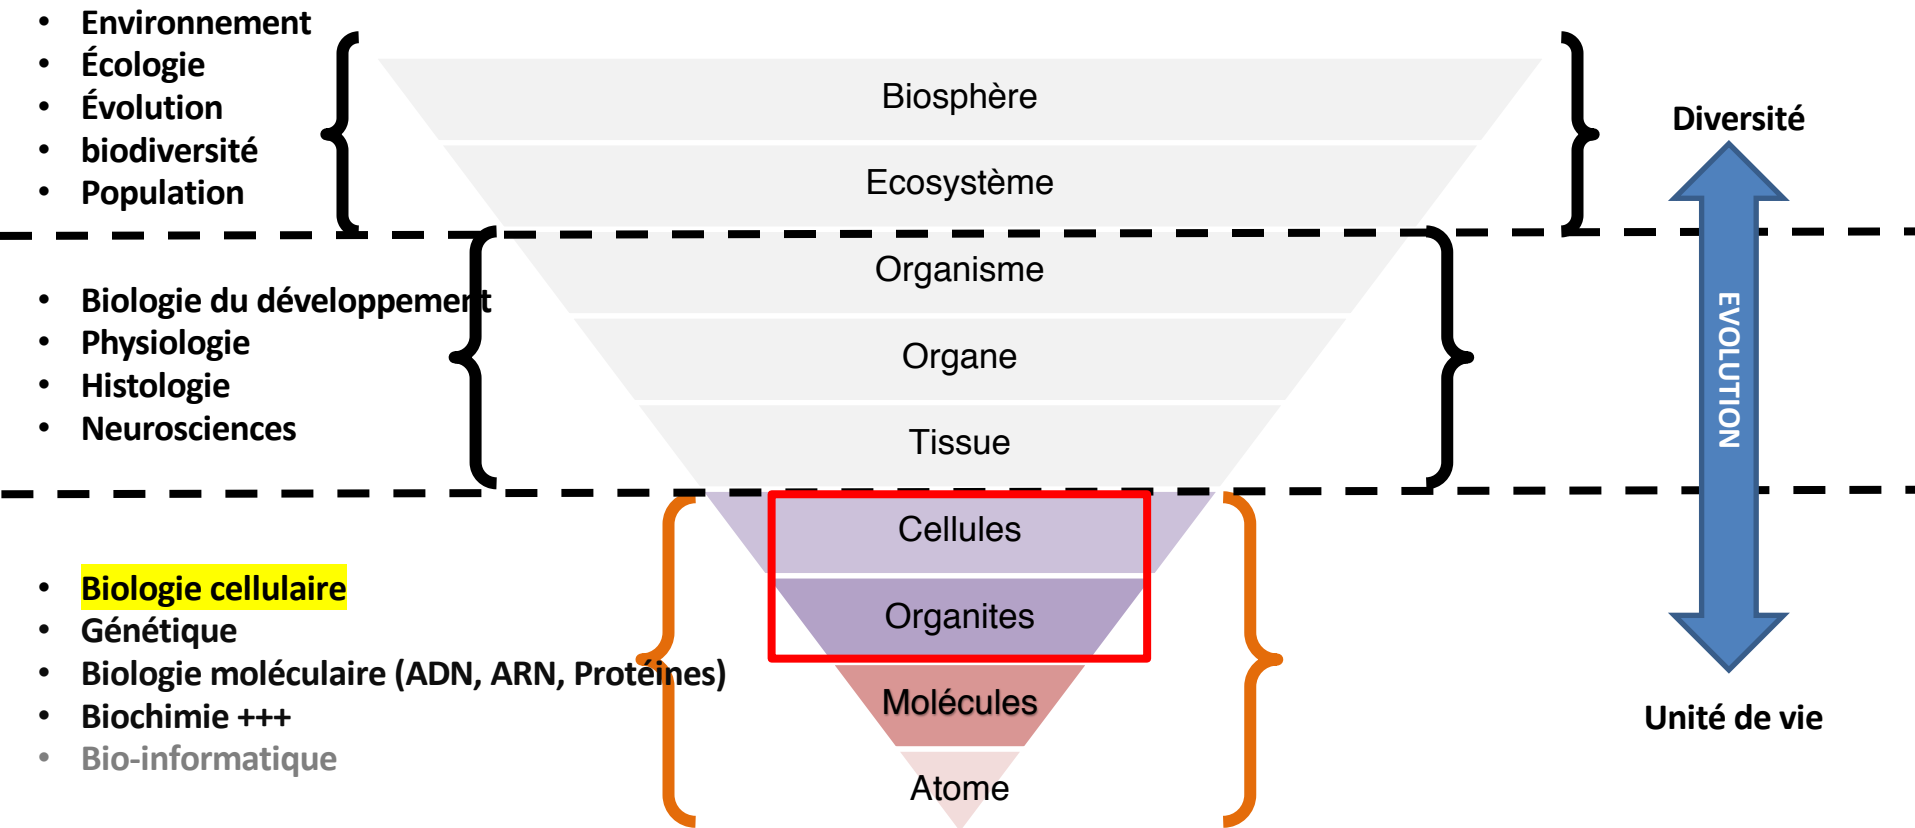 • Environnement
• Écologie
• Évolution
• biodiversité
• Population
Biosphère
Ecosystème
Diversité
• Biologie du développement
• Physiologie
• Histologie
• Neurosciences
Organisme
Organe
Tissue
EVOLUTION
• Biologie cellulaire
• Génétique
• Biologie moléculaire (ADN, ARN, Protéines)
• Biochimie +++
• Bio-informatique
Cellules
Organites
Molécules
Atome
Unité de vie